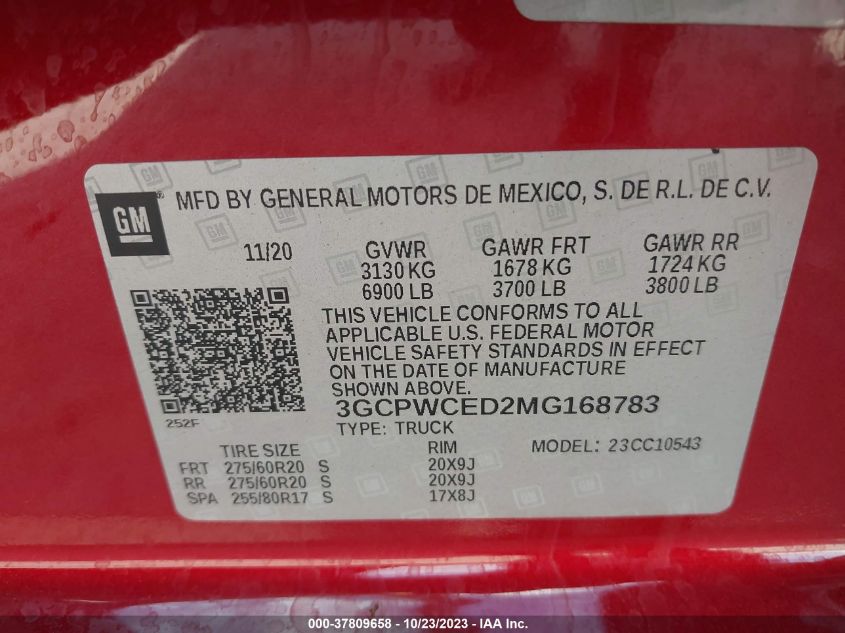 GM® MFD BY GENERAL MOTORS DE MEXICO, S. DE R.L. DE C.V.
11/20 GVWR GAWR FRT GAWR RR
3130 KG 1678 KG 1724 KG
6900 LB 3700 LB 3800 LB
THIS VEHICLE CONFORMS TO ALL
APPLICABLE U.S. FEDERAL MOTOR
VEHICLE SAFETY STANDARDS IN EFFECT
ON THE DATE OF MANUFACTURE
SHOWN ABOVE.
3GCPWCED2MG168783
252F
TYPE: TRUCK
TIRE SIZE RIM MODEL: 23CC10543
FRT 275/60R20 S 20X9J
RR 275/60R20 S 20X9J
SPA 255/80R17 S 17X8J
000-37809658 - 10/23/2023 - IAA Inc.